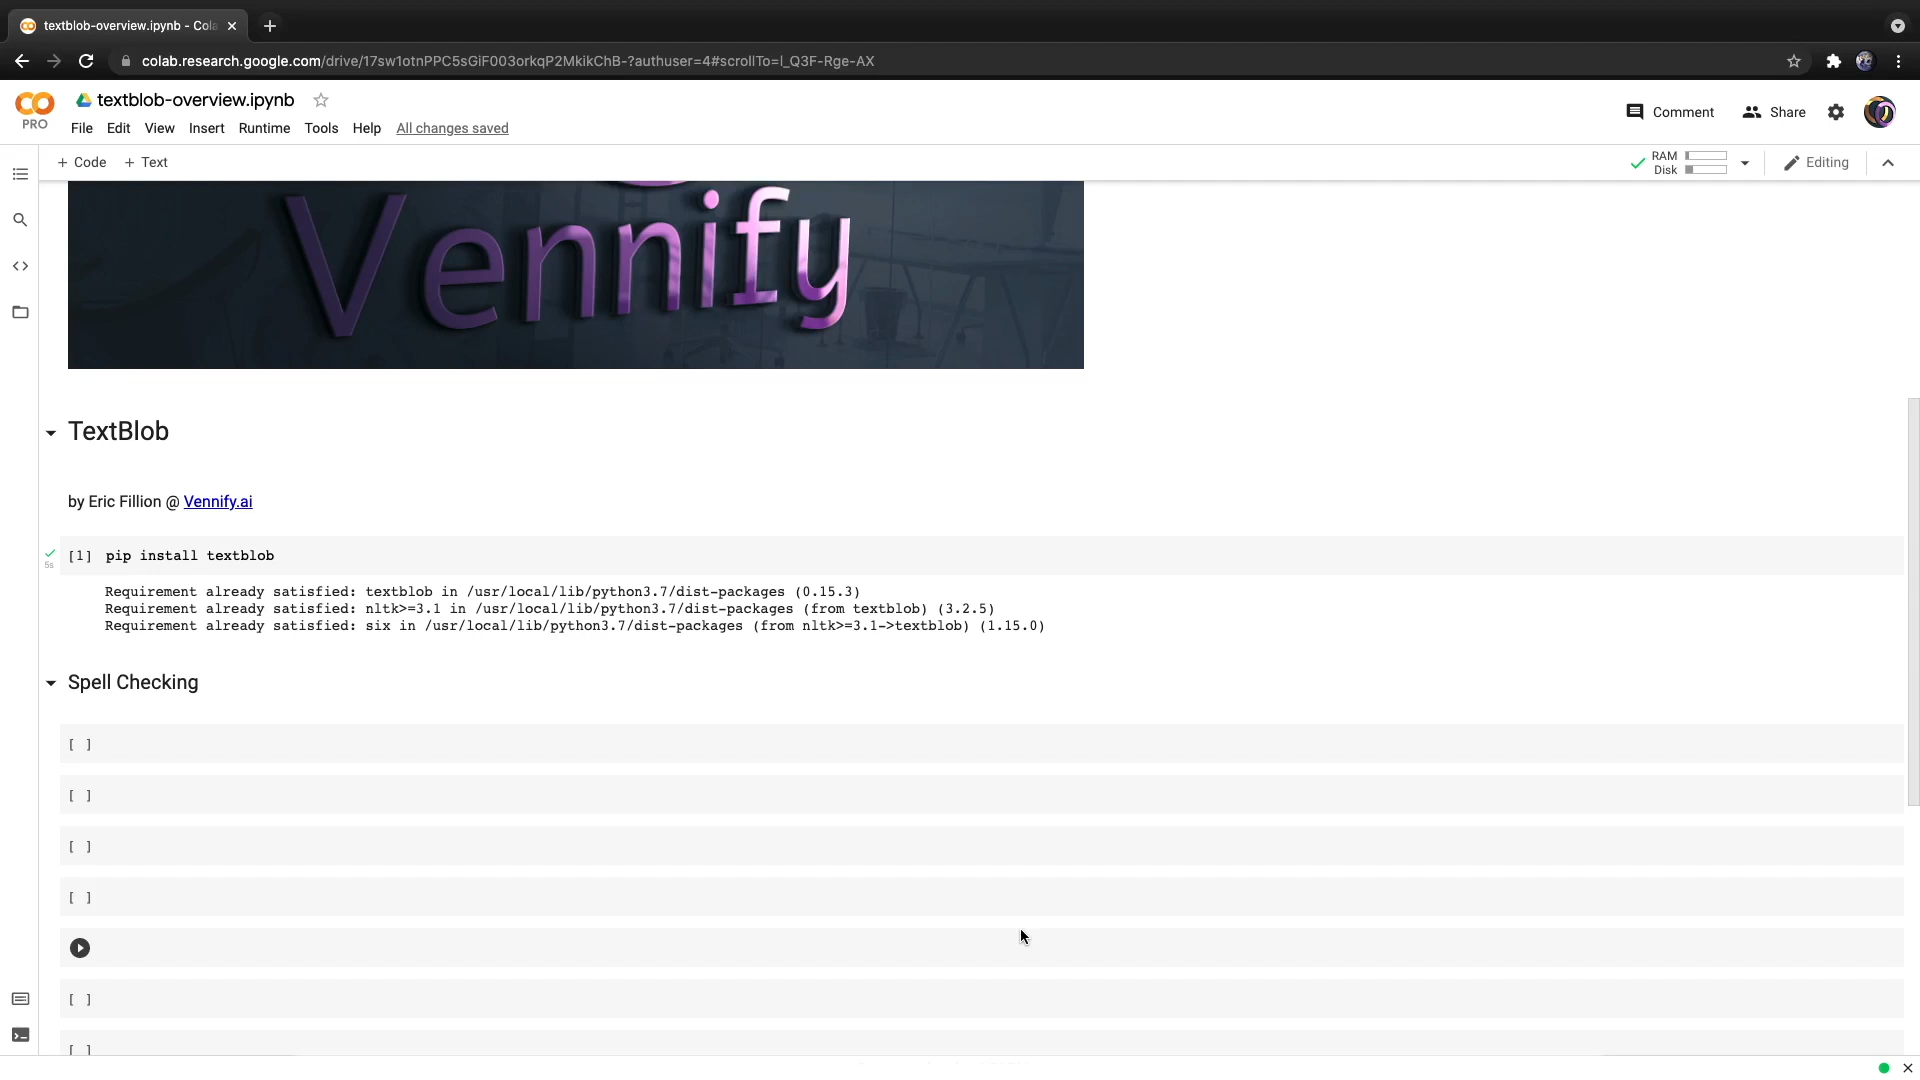 textblob-overview.ipynb - Cola
colab.research.google.com/drive/17sw1otnPPC5sGiF003orkqP2MkikChB-?authuser=4#scrollTo=l_Q3F-Rge-AX
PRO
textblob-overview.ipynb
File Edit View Insert Runtime Tools Help All changes saved
Comment Share
+ Code + Text
RAM
Disk
Editing
Vennify
TextBlob
by Eric Fillion @ Vennify.ai
[1] pip install textblob
5s
Requirement already satisfied: textblob in /usr/local/lib/python3.7/dist-packages (0.15.3)
Requirement already satisfied: nltk>=3.1 in /usr/local/lib/python3.7/dist-packages (from textblob) (3.2.5)
Requirement already satisfied: six in /usr/local/lib/python3.7/dist-packages (from nltk>=3.1->textblob) (1.15.0)
Spell Checking
[ ]
[ ]
[ ]
[ ]
[ ]
[ ]